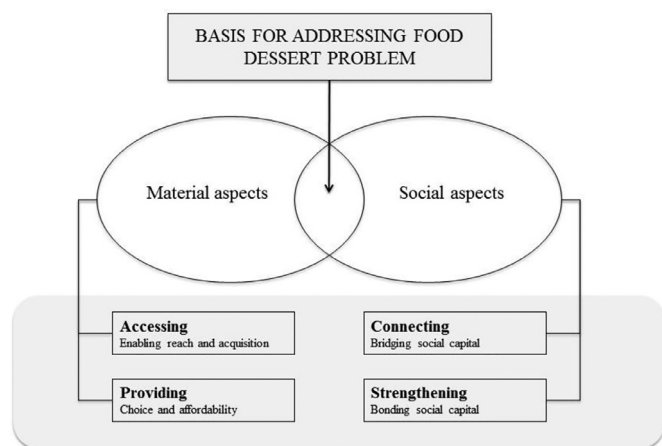 BASIS FOR ADDRESSING FOOD
DESSERT PROBLEM
Material aspects
Social aspects
Accessing
Enabling reach and acquisition
Connecting
Bridging social capital
Providing
Choice and affordability
Strengthening
Bonding social capital